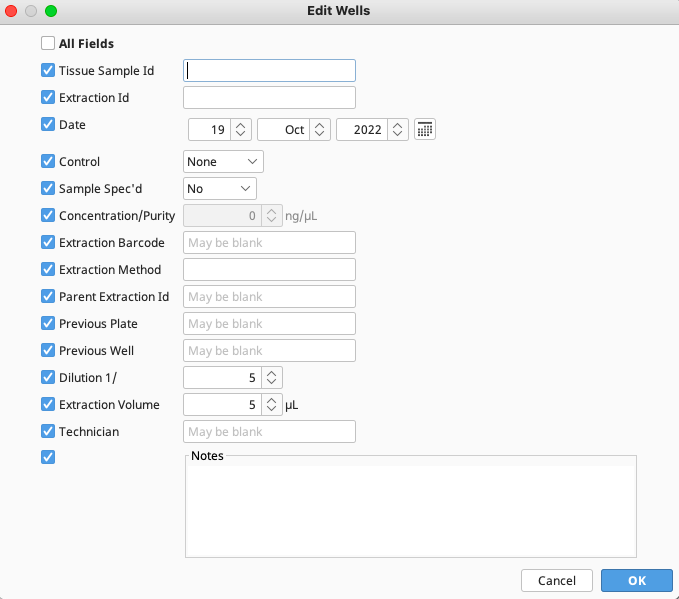 Edit Wells
All Fields
Tissue Sample Id
Extraction Id
Date 19 Oct 2022
Control None
Sample Spec'd No
Concentration/Purity 0 ng/µL
Extraction Barcode May be blank
Extraction Method
Parent Extraction Id May be blank
Previous Plate May be blank
Previous Well May be blank
Dilution 1/ 5
Extraction Volume 5 µL
Technician May be blank
Notes
Cancel OK